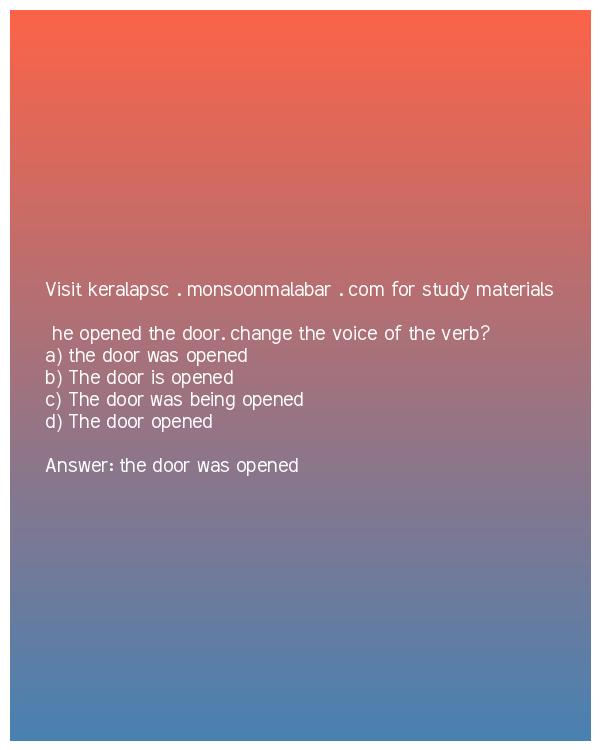 Visit keralapsc . monsoonmalabar . com for study materials
he opened the door. change the voice of the verb?
a) the door was opened
b) The door is opened
c) The door was being opened
d) The door opened
Answer: the door was opened